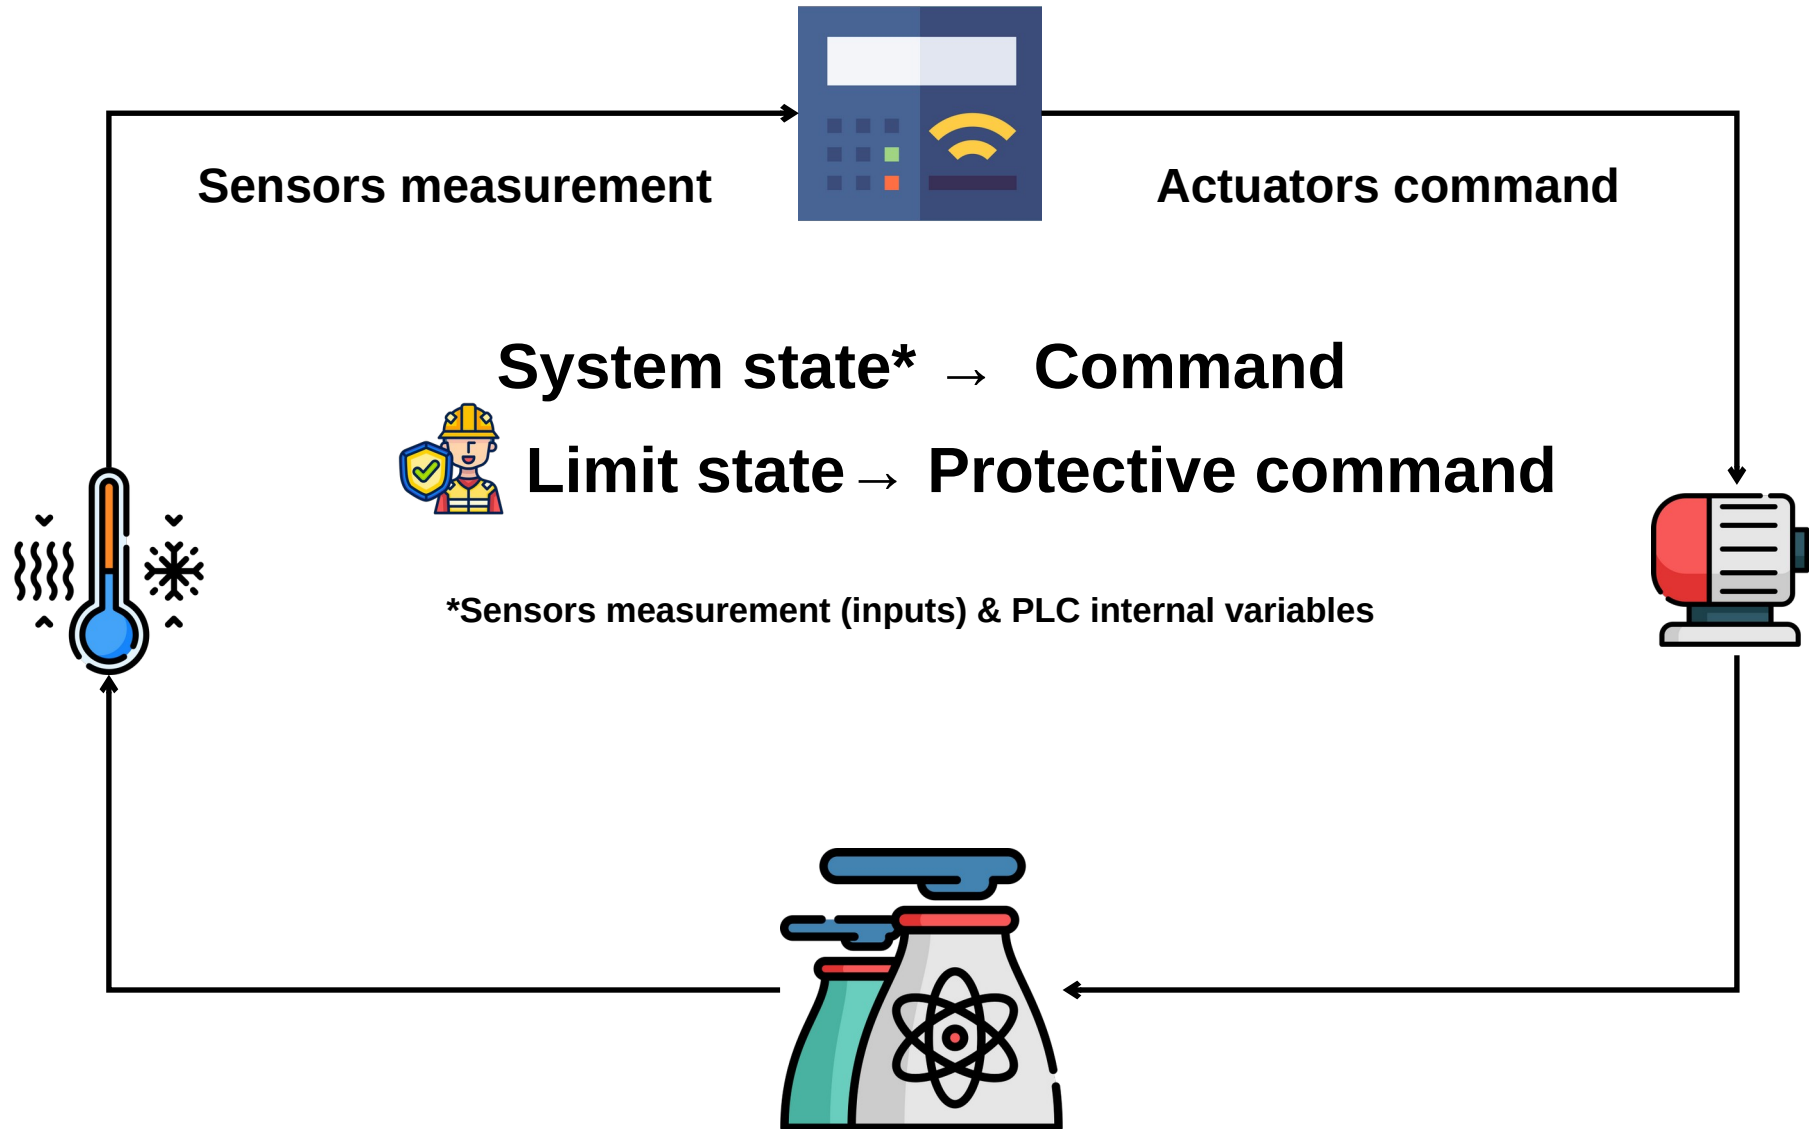 Sensors measurement
Actuators command
System state* → Command
Limit state → Protective command
*Sensors measurement (inputs) & PLC internal variables